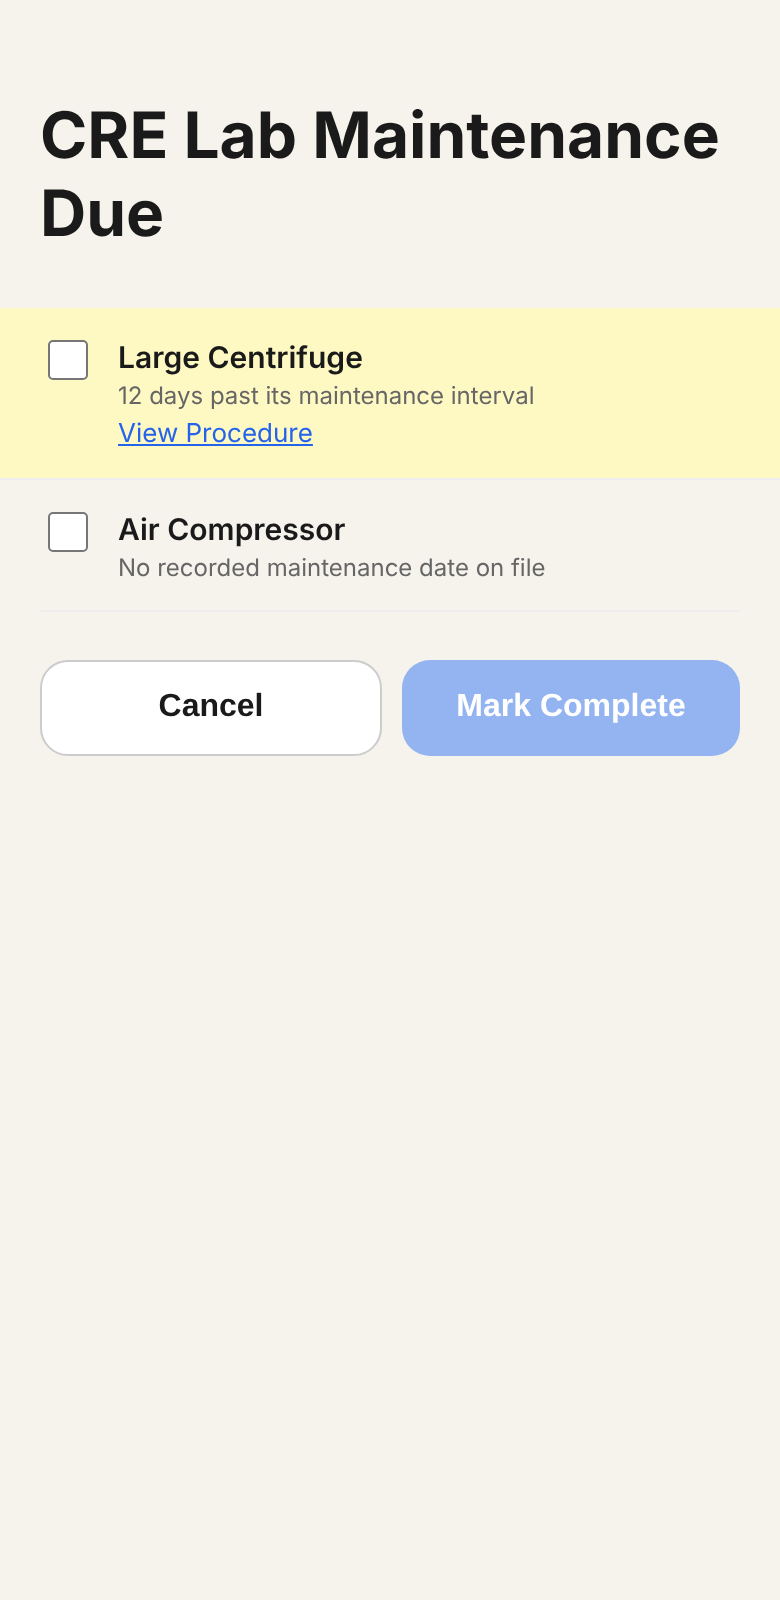 CRE Lab Maintenance
Due
Large Centrifuge
12 days past its maintenance interval
View Procedure
Air Compressor
No recorded maintenance date on file
Cancel
Mark Complete